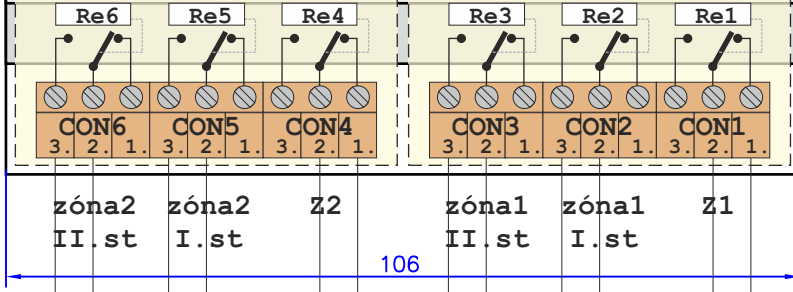 Re6 Re5 Re4 Re3 Re2 Re1
CON6 CON5 CON4 CON3 CON2 CON1
3. 2. 1. 3. 2. 1. 3. 2. 1. 3. 2. 1. 3. 2. 1. 3. 2. 1.
zóna2 zóna2 Z2 zóna1 zóna1 Z1
II.st I.st II.st I.st
106